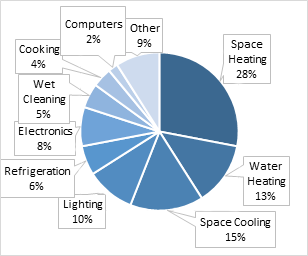 Computers
2%
Other
9%
Space
Heating
28%
Cooking
4%
Wet
Cleaning
5%
Electronics
8%
Refrigeration
6%
Water
Heating
13%
Lighting
10%
Space Cooling
15%